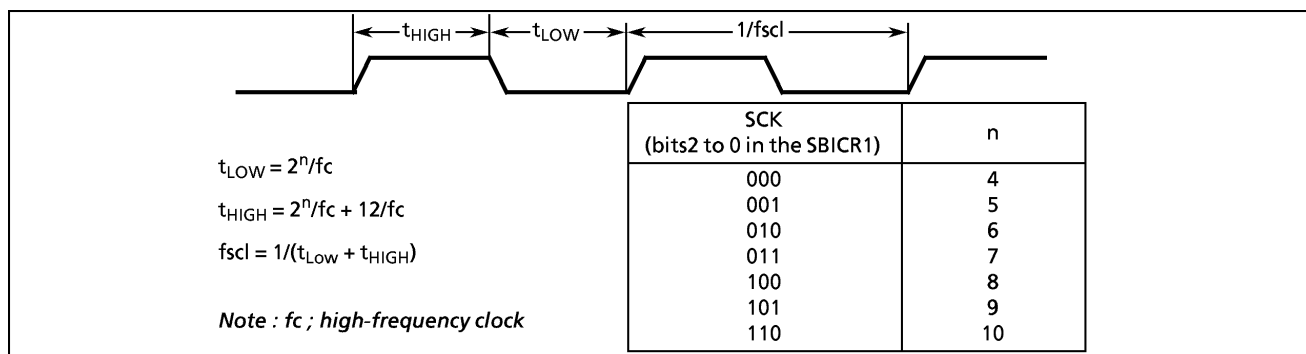 tHIGH tLOW 1/fscl
SCK
(bits2 to 0 in the SBICR1) n
tLOW = 2ⁿ/fc
tHIGH = 2ⁿ/fc + 12/fc
fscl = 1/(tLow + tHIGH)
Note : fc ; high-frequency clock
000 4
001 5
010 6
011 7
100 8
101 9
110 10